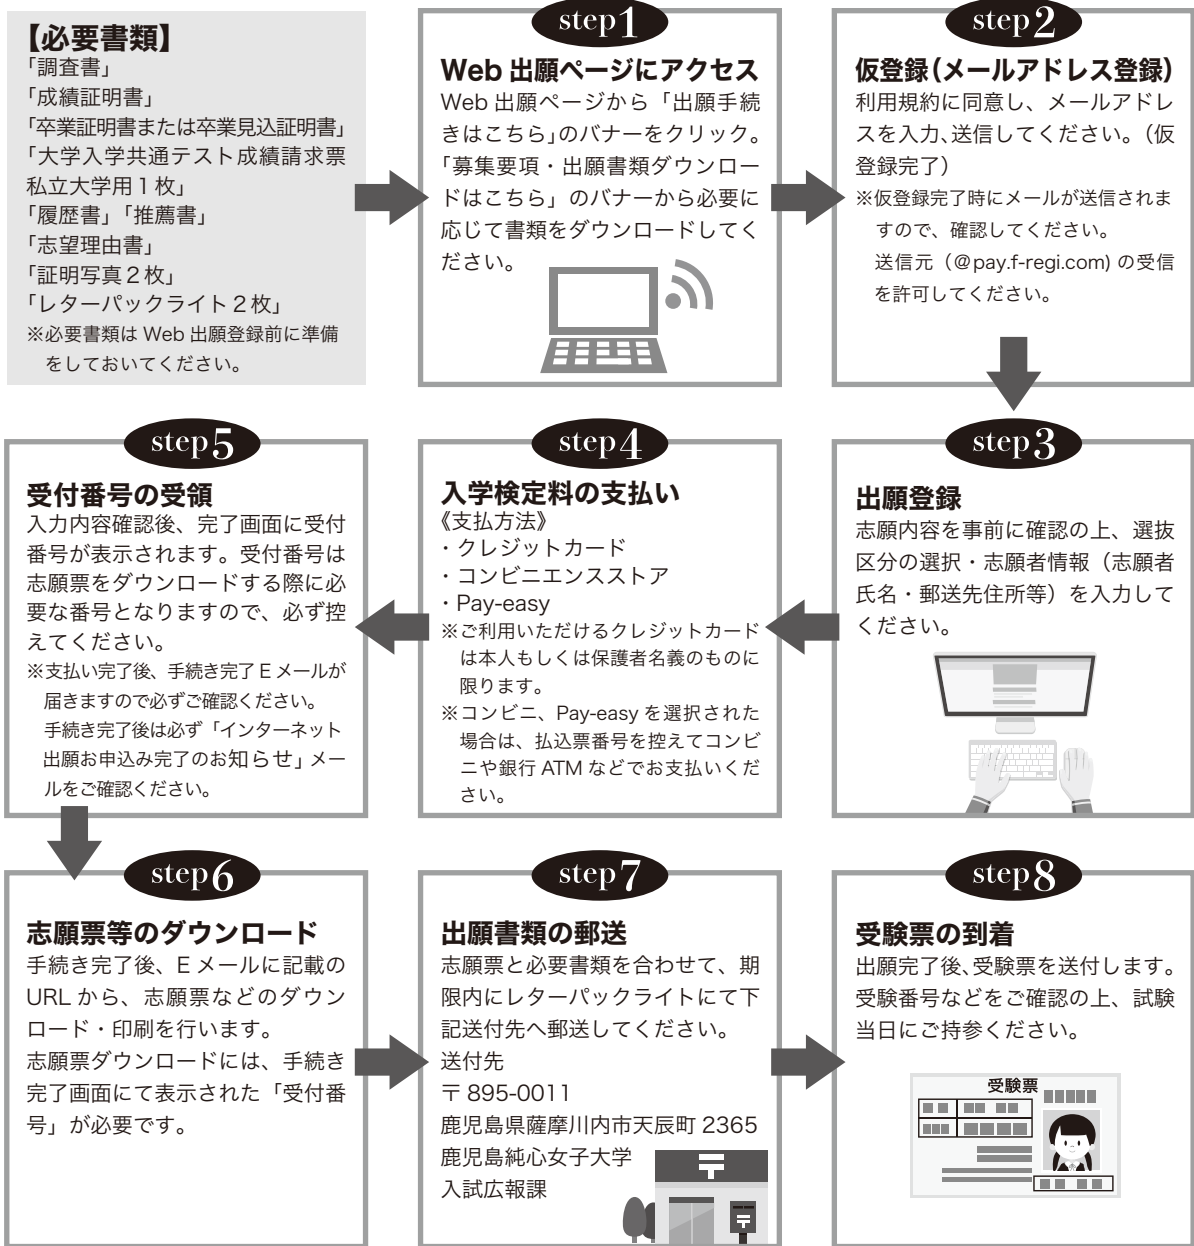 【必要書類】
「調査書」
「成績証明書」
「卒業証明書または卒業見込証明書」
「大学入学共通テスト成績請求票
私立大学用１枚」
「履歴書」「推薦書」
「志望理由書」
「証明写真２枚」
「レターパックライト２枚」
※必要書類は Web 出願登録前に準備
をしておいてください。
step1
Web 出願ページにアクセス
Web 出願ページから「出願手続
きはこちら」のバナーをクリック。
「募集要項・出願書類ダウンロー
ドはこちら」のバナーから必要に
応じて書類をダウンロードしてく
ださい。
step2
仮登録（メールアドレス登録）
利用規約に同意し、メールアドレ
スを入力、送信してください。（仮
登録完了）
※仮登録完了時にメールが送信されま
すので、確認してください。
送信元（@pay.f-regi.com) の受信
を許可してください。
step3
出願登録
志願内容を事前に確認の上、選抜
区分の選択・志願者情報（志願者
氏名・郵送先住所等）を入力して
ください。
step4
入学検定料の支払い
《支払方法》
・クレジットカード
・コンビニエンスストア
・Pay-easy
※ご利用いただけるクレジットカード
は本人もしくは保護者名義のものに
限ります。
※コンビニ、Pay-easy を選択された
場合は、払込票番号を控えてコンビ
ニや銀行 ATM などでお支払いくだ
さい。
step5
受付番号の受領
入力内容確認後、完了画面に受付
番号が表示されます。受付番号は
志願票をダウンロードする際に必
要な番号となりますので、必ず控
えてください。
※支払い完了後、手続き完了 E メールが
届きますので必ずご確認ください。
手続き完了後は必ず「インターネット
出願お申込み完了のお知らせ」メー
ルをご確認ください。
step6
志願票等のダウンロード
手続き完了後、E メールに記載の
URL から、志願票などのダウン
ロード・印刷を行います。
志願票ダウンロードには、手続き
完了画面にて表示された「受付番
号」が必要です。
step7
出願書類の郵送
志願票と必要書類を合わせて、期
限内にレターパックライトにて下
記送付先へ郵送してください。
送付先
〒 895-0011
鹿児島県薩摩川内市天辰町 2365
鹿児島純心女子大学
入試広報課
step8
受験票の到着
出願完了後、受験票を送付します。
受験番号などをご確認の上、試験
当日にご持参ください。
受験票